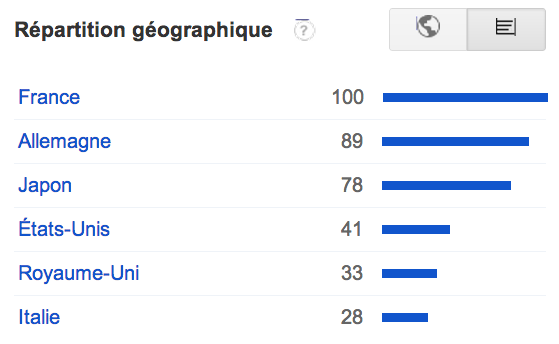 Répartition géographique ?
France 100
Allemagne 89
Japon 78
États-Unis 41
Royaume-Uni 33
Italie 28